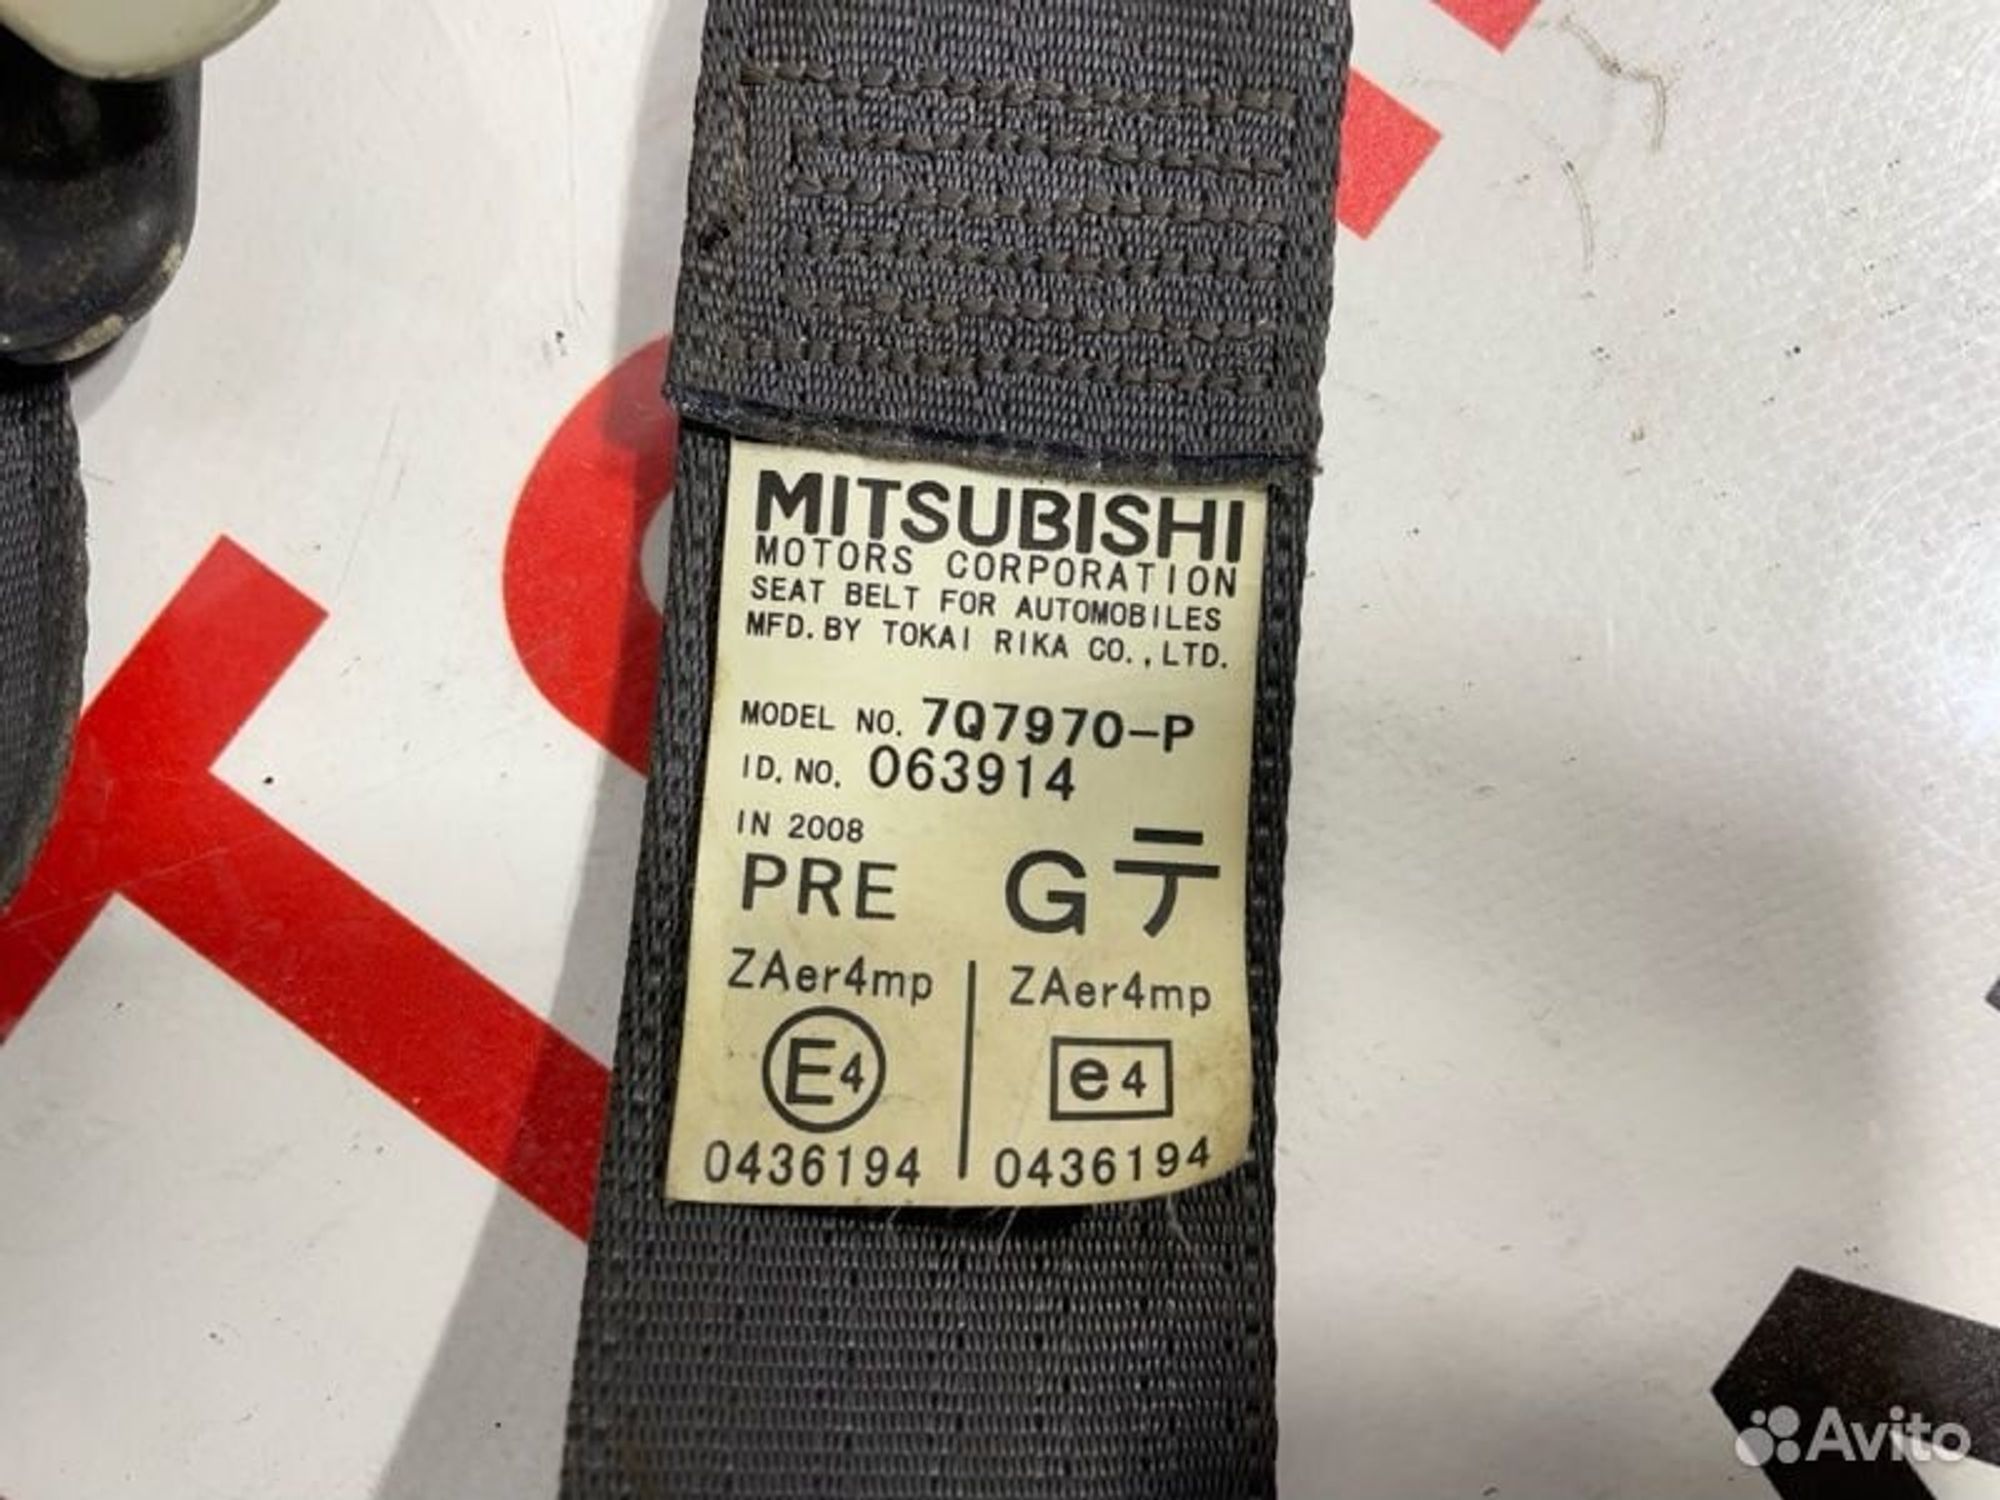 MITSUBISHI
MOTORS CORPORATION
SEAT BELT FOR AUTOMOBILES
MFD. BY TOKAI RIKA CO., LTD.
MODEL NO. 7Q7970-P
ID. NO. 063914
IN 2008
PRE Gテ
ZAer4mp ZAer4mp
E4 e4
0436194 0436194
Avito